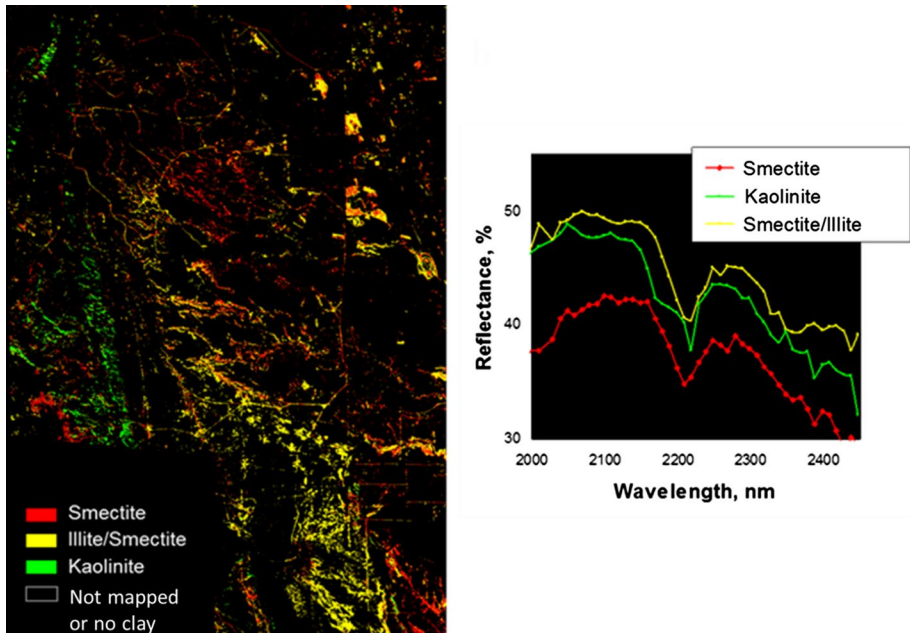 Smectite
Illite/Smectite
Kaolinite
Not mapped
or no clay
Smectite
Kaolinite
Smectite/Illite
Reflectance, %
50
40
30
2000 2100 2200 2300 2400
Wavelength, nm